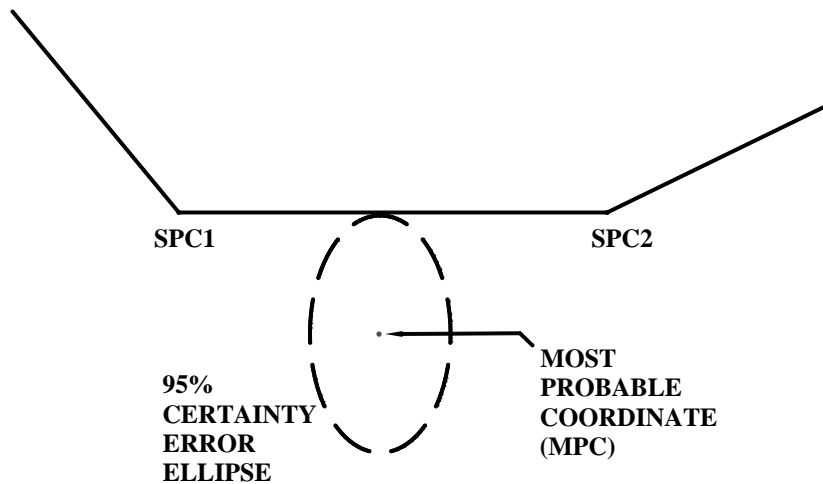 SPC1
SPC2
95%
CERTAINTY
ERROR
ELLIPSE
MOST
PROBABLE
COORDINATE
(MPC)